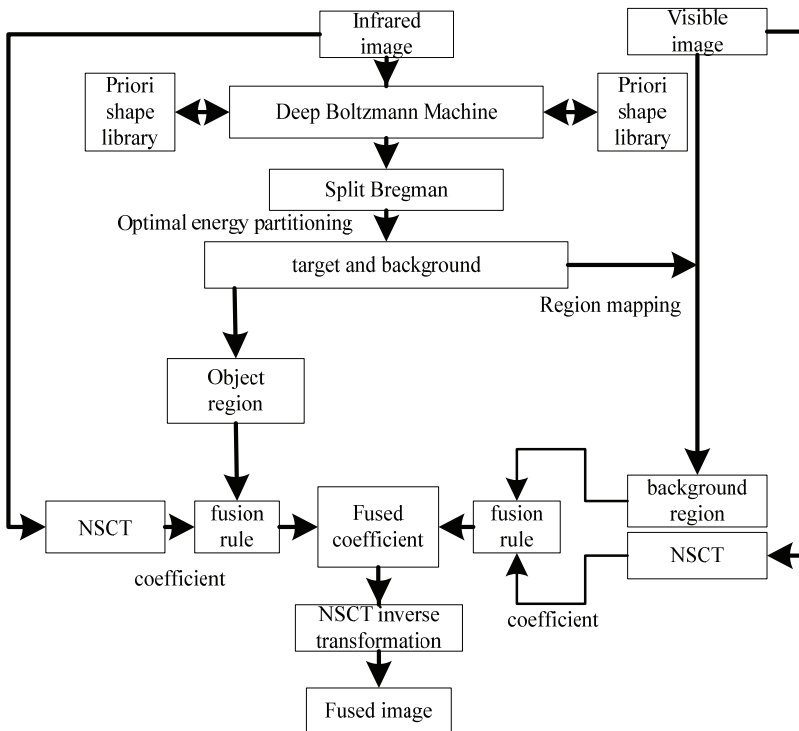 Infrared
image
Visible
image
Priori
shape
library
Deep Boltzmann Machine
Priori
shape
library
Split Bregman
Optimal energy partitioning
target and background
Region mapping
Object
region
NSCT
fusion
rule
Fused
coefficient
fusion
rule
background
region
NSCT
coefficient
coefficient
NSCT inverse
transformation
Fused image